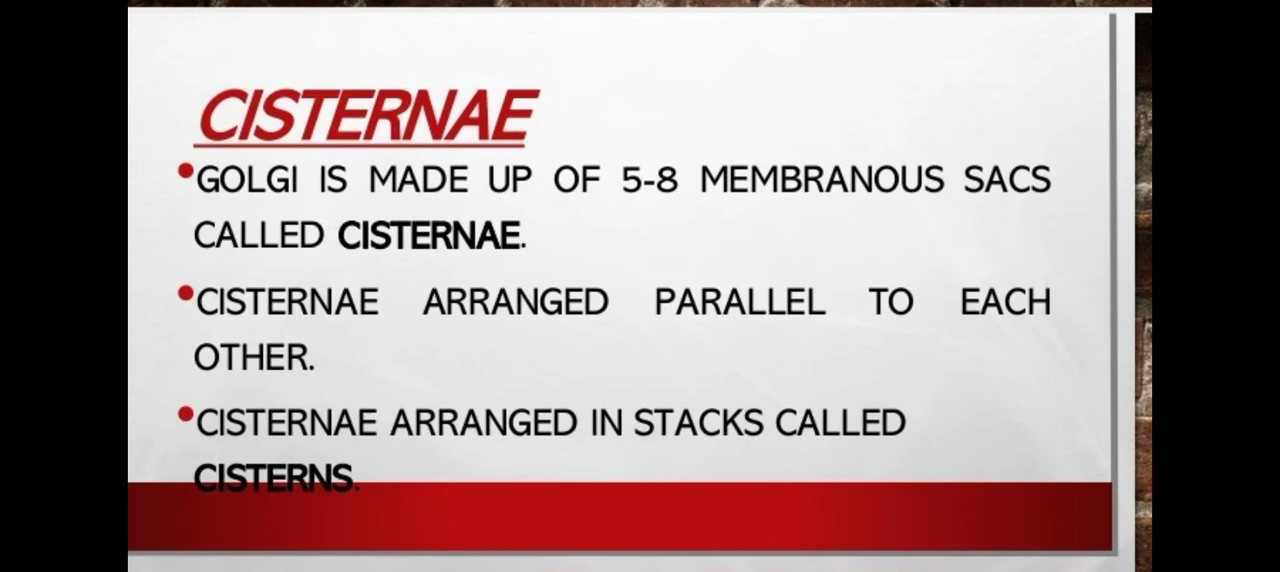 CISTERNAE
•GOLGI IS MADE UP OF 5-8 MEMBRANOUS SACS
CALLED CISTERNAE.
•CISTERNAE ARRANGED PARALLEL TO EACH
OTHER.
•CISTERNAE ARRANGED IN STACKS CALLED
CISTERNS.